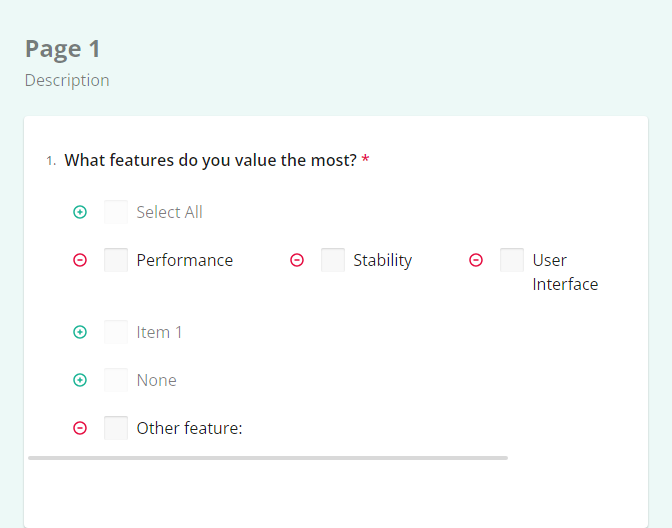 Page 1
Description
1. What features do you value the most? *
Select All
Performance
Stability
User
Interface
Item 1
None
Other feature: